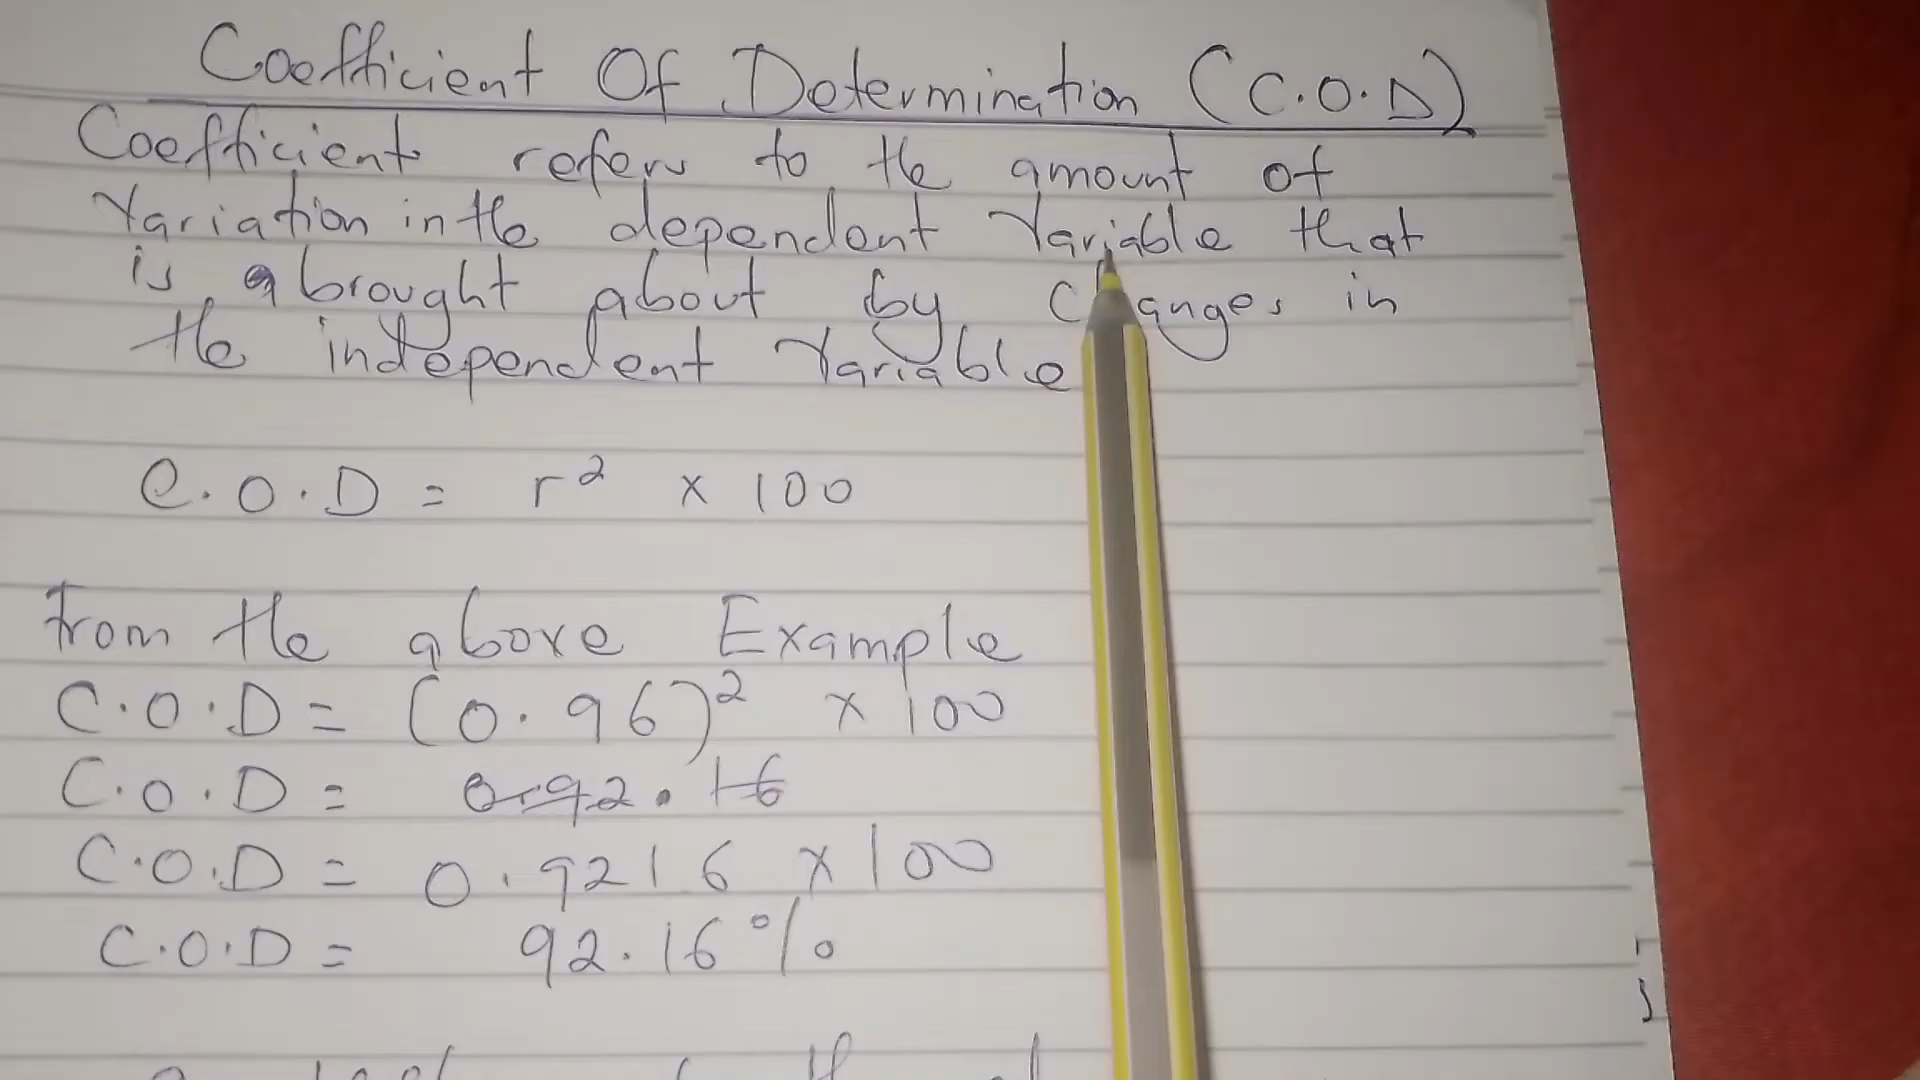 Coefficient Of Determination (C.O.D)
Coefficient refers to the amount of
Variation in the dependent Variable that
is a brought about by Changes in
the independent Variable
C.O.D = r² × 100
From the above Example
C.O.D = (0.96)² × 100
C.O.D = 0.92.16
C.O.D = 0.9216 × 100
C.O.D = 92.16%